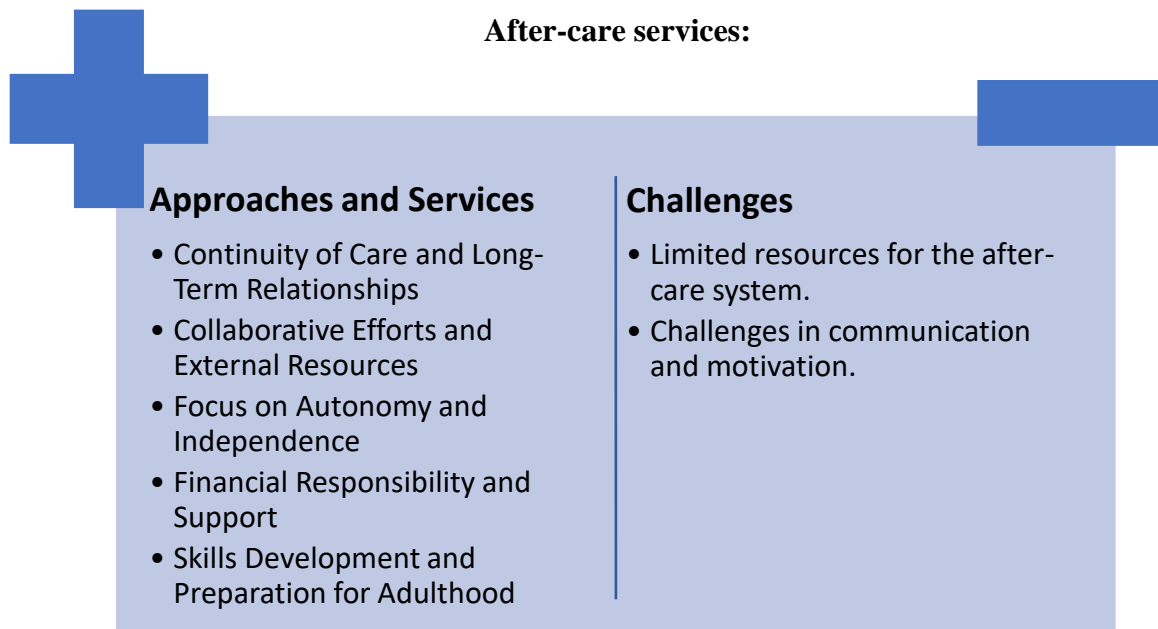 After-care services:
Approaches and Services
• Continuity of Care and Long-
Term Relationships
• Collaborative Efforts and
External Resources
• Focus on Autonomy and
Independence
• Financial Responsibility and
Support
• Skills Development and
Preparation for Adulthood
Challenges
• Limited resources for the after-
care system.
• Challenges in communication
and motivation.